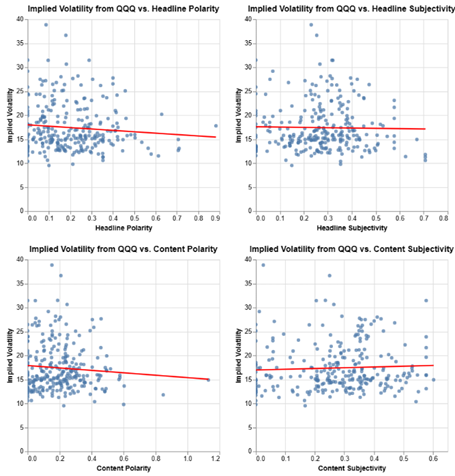 Implied Volatility from QQQ vs. Headline Polarity
40
35
30
25
20
15
10
5
0
Implied Volatility
0.0 0.1 0.2 0.3 0.4 0.5 0.6 0.7 0.8 0.9
Headline Polarity
Implied Volatility from QQQ vs. Headline Subjectivity
40
35
30
25
20
15
10
5
0
Implied Volatility
0.0 0.1 0.2 0.3 0.4 0.5 0.6 0.7 0.8
Headline Subjectivity
Implied Volatility from QQQ vs. Content Polarity
40
35
30
25
20
15
10
5
0
Implied Volatility
0.0 0.2 0.4 0.6 0.8 1.0 1.2
Content Polarity
Implied Volatility from QQQ vs. Content Subjectivity
40
35
30
25
20
15
10
5
0
Implied Volatility
0.0 0.1 0.2 0.3 0.4 0.5 0.6
Content Subjectivity